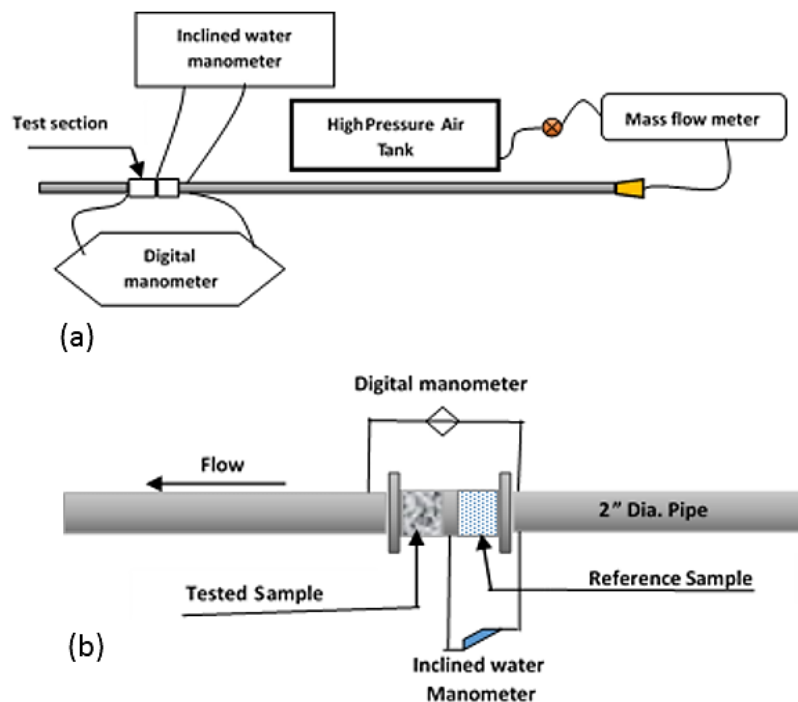 Inclined water
manometer
Test section
High Pressure Air
Tank
Mass flow meter
Digital
manometer
(a)
Digital manometer
Flow
2” Dia. Pipe
Tested Sample
Reference Sample
(b)
Inclined water
Manometer